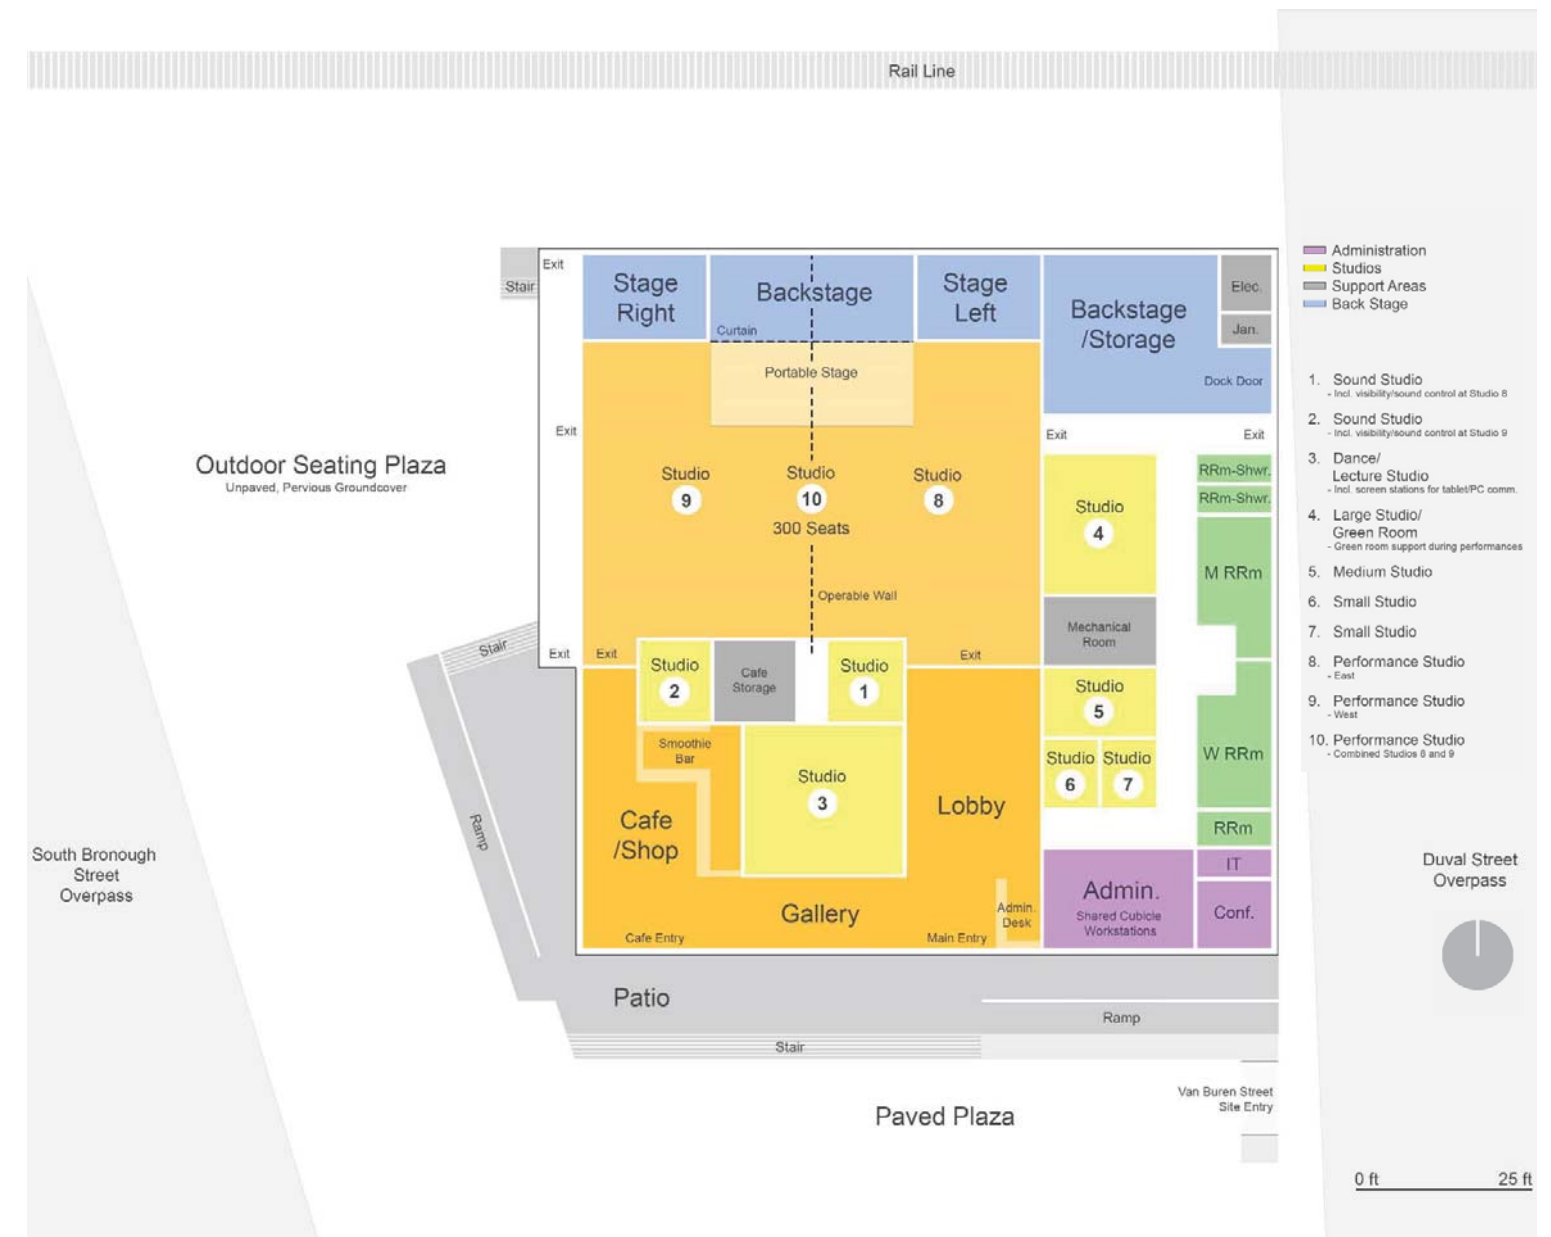 Rail Line
Exit
Stair
Stage
Right
Backstage
Curtain
Stage
Left
Backstage
/Storage
Elec.
Jan.
Dock Door
Administration
Studios
Support Areas
Back Stage
Portable Stage
Exit
Exit
Exit
Outdoor Seating Plaza
Unpaved, Pervious Groundcover
Studio
9
Studio
10
300 Seats
Studio
8
Operable Wall
Studio
4
RRm-Shwr.
RRm-Shwr.
M RRm
Mechanical
Room
1. Sound Studio
- Incl. visibility/sound control at Studio 8
2. Sound Studio
- Incl. visibility/sound control at Studio 9
3. Dance/
Lecture Studio
- Incl. screen stations for tablet/PC comm.
4. Large Studio/
Green Room
- Green room support during performances
5. Medium Studio
6. Small Studio
7. Small Studio
8. Performance Studio
- East
9. Performance Studio
- West
10. Performance Studio
- Combined Studios 8 and 9
Stair
Exit
Exit
Exit
Studio
2
Cafe
Storage
Studio
1
Studio
5
Studio
6
Studio
7
W RRm
RRm
Smoothie
Bar
Studio
3
Cafe
/Shop
Lobby
Ramp
Gallery
Cafe Entry
Main Entry
Admin.
Desk
Admin.
Shared Cubicle
Workstations
IT
Conf.
South Bronough
Street
Overpass
Duval Street
Overpass
Patio
Ramp
Stair
Paved Plaza
Van Buren Street
Site Entry
0 ft
25 ft